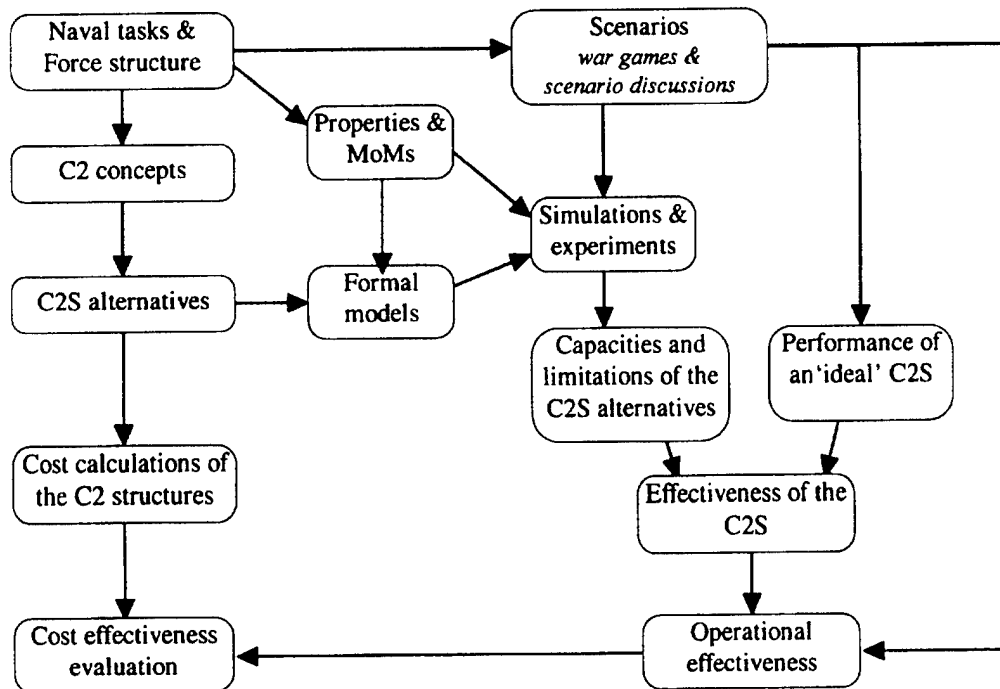 Naval tasks &
Force structure
Scenarios
war games &
scenario discussions
Properties &
MoMs
C2 concepts
Simulations &
experiments
C2S alternatives
Formal
models
Capacities and
limitations of the
C2S alternatives
Performance of
an‘ideal’ C2S
Cost calculations of
the C2 structures
Effectiveness of the
C2S
Cost effectiveness
evaluation
Operational
effectiveness